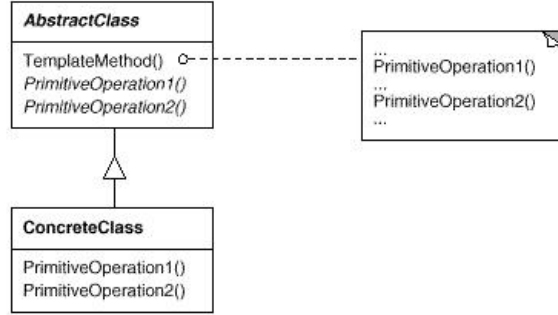 AbstractClass
TemplateMethod()
PrimitiveOperation1()
PrimitiveOperation2()
...
PrimitiveOperation1()
...
PrimitiveOperation2()
...
ConcreteClass
PrimitiveOperation1()
PrimitiveOperation2()